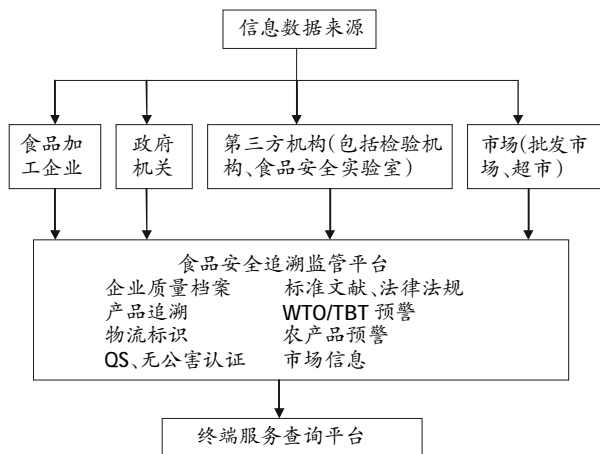 信息数据来源
食品加
工企业
政府
机关
第三方机构(包括检验机
构、食品安全实验室)
市场(批发市
场、超市)
食品安全追溯监管平台
企业质量档案
标准文献、法律法规
产品追溯
WTO/TBT 预警
物流标识
农产品预警
QS、无公害认证
市场信息
终端服务查询平台